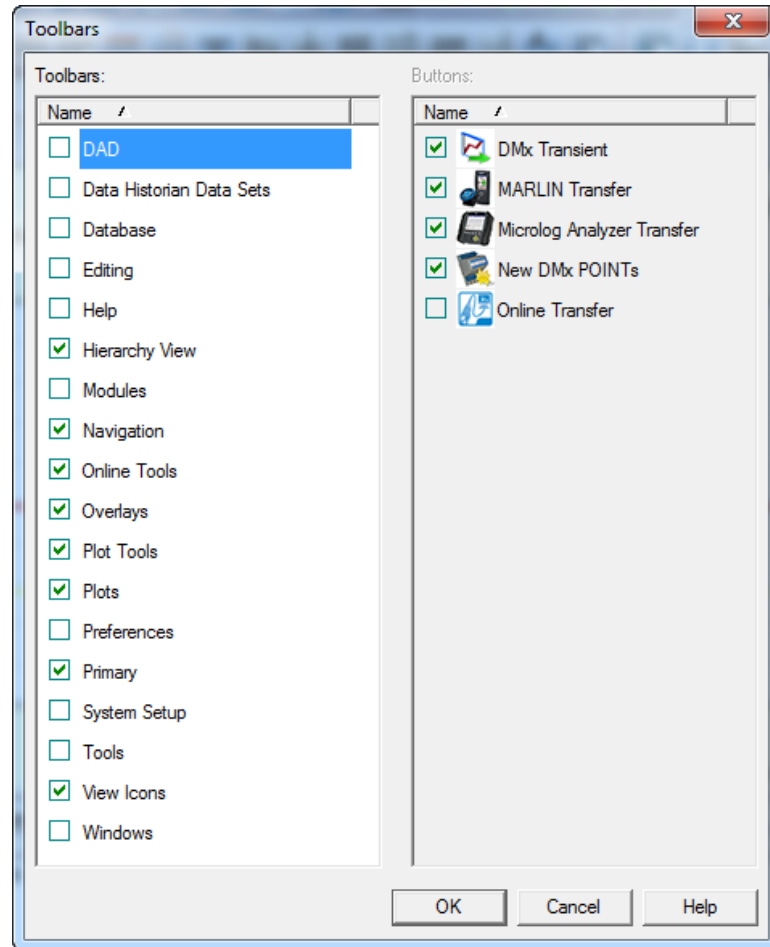 Toolbars
Toolbars:
Name
DAD
Data Historian Data Sets
Database
Editing
Help
Hierarchy View
Modules
Navigation
Online Tools
Overlays
Plot Tools
Plots
Preferences
Primary
System Setup
Tools
View Icons
Windows
Buttons:
Name
DMx Transient
MARLIN Transfer
Microlog Analyzer Transfer
New DMx POINTs
Online Transfer
OK
Cancel
Help